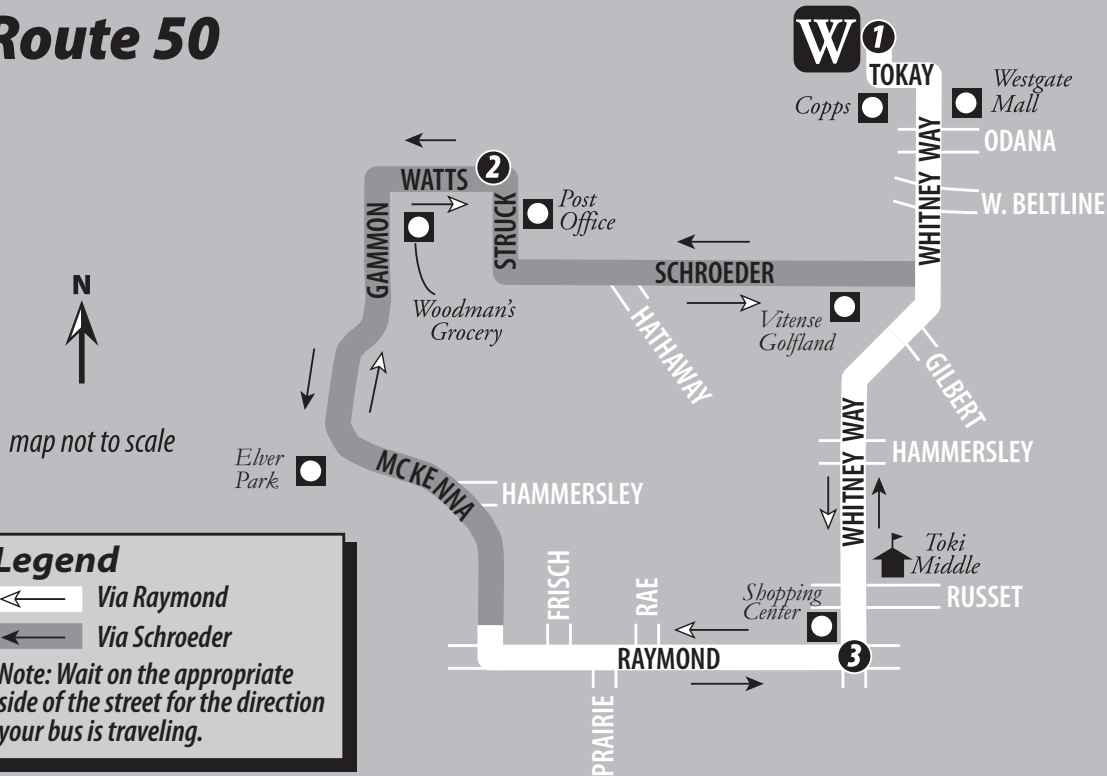 Route 50
W
1
TOKAY
Copps
Westgate
Mall
ODANA
WHITNEY WAY
W. BELTLINE
2
WATTS
STRUCK
Post
Office
GAMMON
SCHROEDER
Woodman's
Grocery
HATHAWAY
Vitense
Golfland
GILBERT
N
map not to scale
Elver
Park
MCKENNA
HAMMERSLEY
WHITNEY WAY
HAMMERSLEY
Toki
Middle
RUSSET
Shopping
Center
FRISCH
RAE
RAYMOND
3
PRAIRIE
Legend
Via Raymond
Via Schroeder
Note: Wait on the appropriate
side of the street for the direction
your bus is traveling.